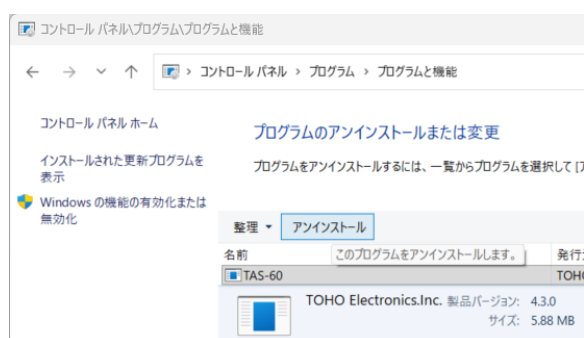 コントロール パネル\プログラム\プログラムと機能
コントロール パネル › プログラム › プログラムと機能
コントロール パネル ホーム
インストールされた更新プログラムを
表示
Windows の機能の有効化または
無効化
プログラムのアンインストールまたは変更
プログラムをアンインストールするには、一覧からプログラムを選択して [ア
整理 アンインストール
このプログラムをアンインストールします。
名前 発行
TAS-60 TOHO
TOHO Electronics.Inc. 製品バージョン: 4.3.0
サイズ: 5.88 MB